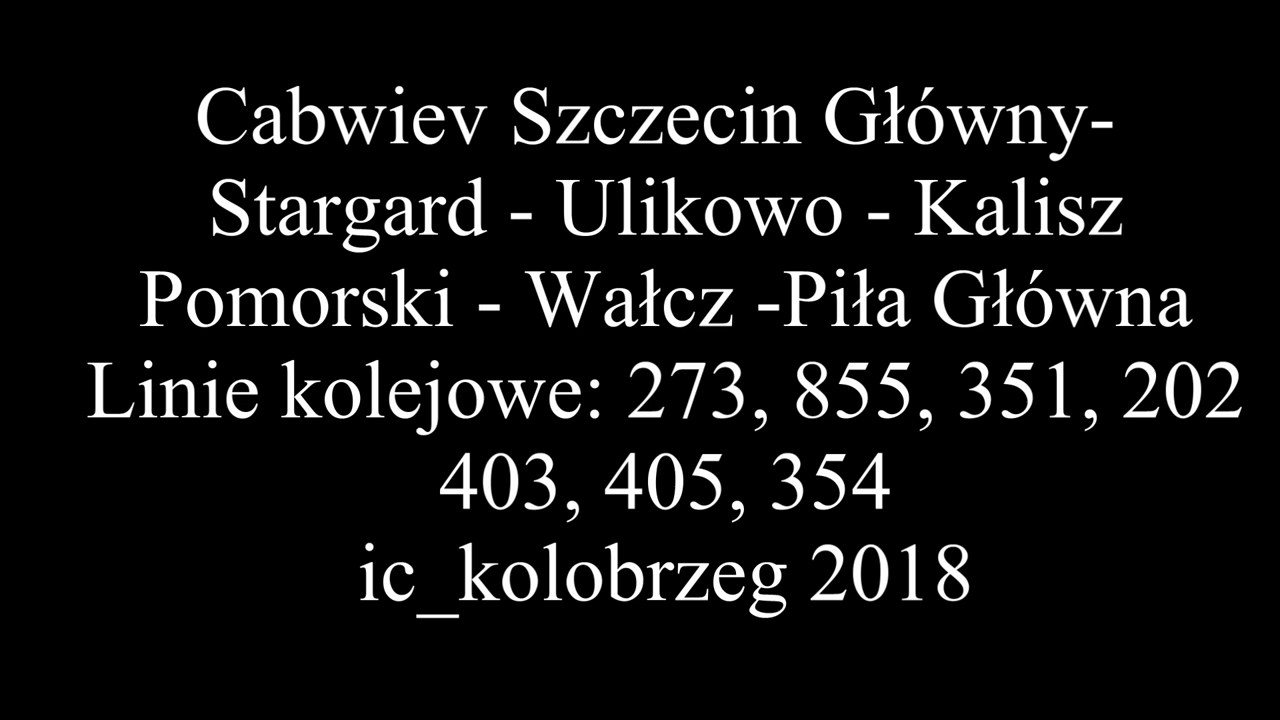 Cabwiev Szczecin Główny-
Stargard - Ulikowo - Kalisz
Pomorski - Wałcz -Piła Główna
Linie kolejowe: 273, 855, 351, 202
403, 405, 354
ic_kolobrzeg 2018